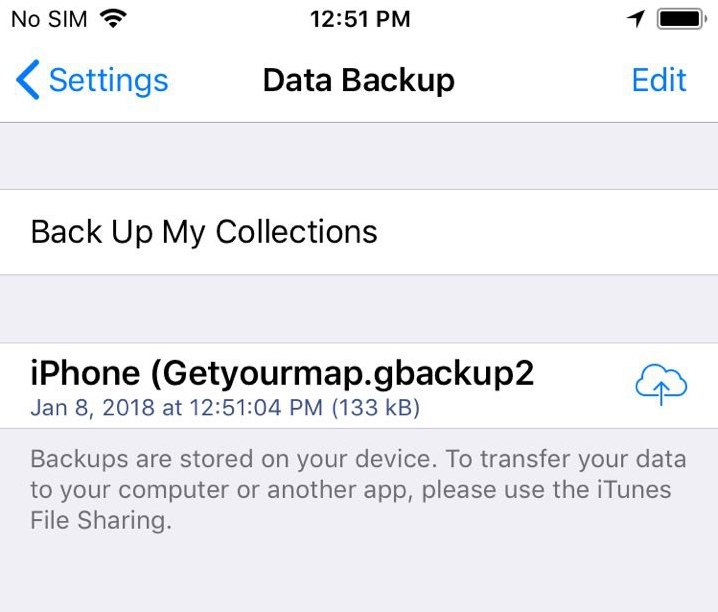 No SIM 12:51 PM
Settings Data Backup Edit
Back Up My Collections
iPhone (Getyourmap.gbackup2
Jan 8, 2018 at 12:51:04 PM (133 kB)
Backups are stored on your device. To transfer your data
to your computer or another app, please use the iTunes
File Sharing.